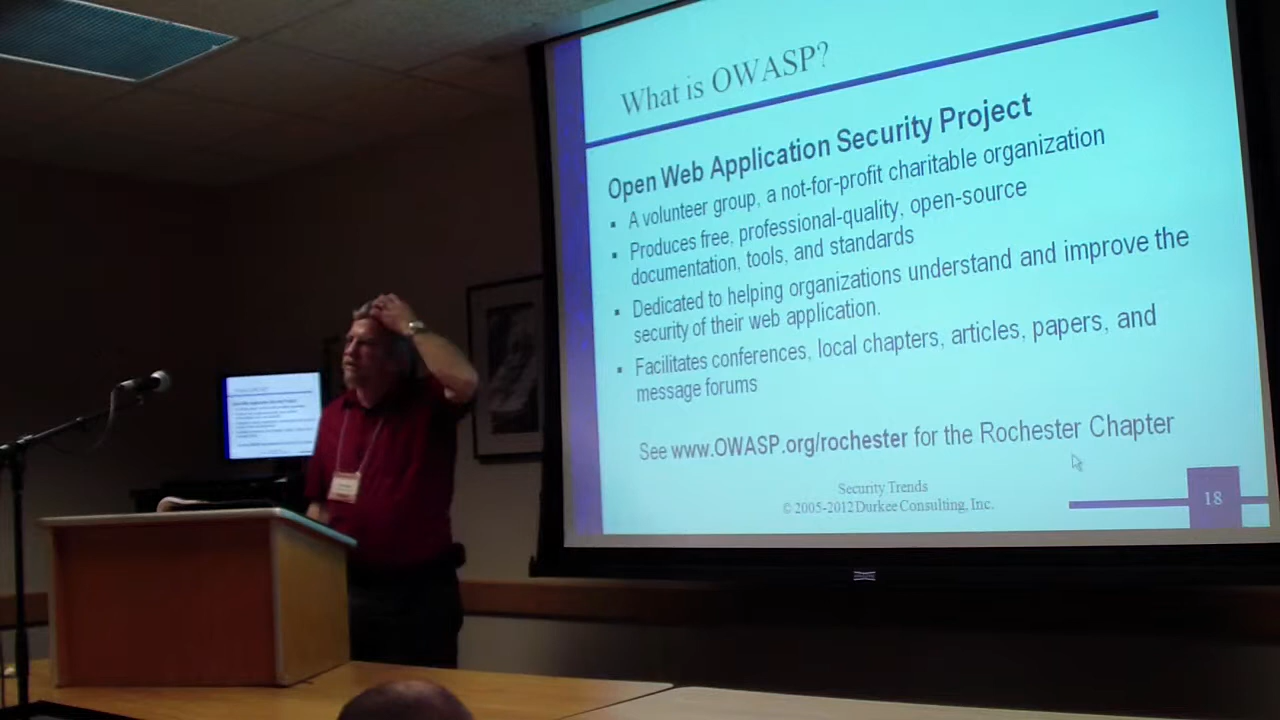 What is OWASP?
Open Web Application Security Project
▪ A volunteer group, a not-for-profit charitable organization
▪ Produces free, professional-quality, open-source
documentation, tools, and standards
▪ Dedicated to helping organizations understand and improve the
security of their web application.
▪ Facilitates conferences, local chapters, articles, papers, and
message forums
See www.OWASP.org/rochester for the Rochester Chapter
Security Trends
© 2005-2012 Durkee Consulting, Inc.
18